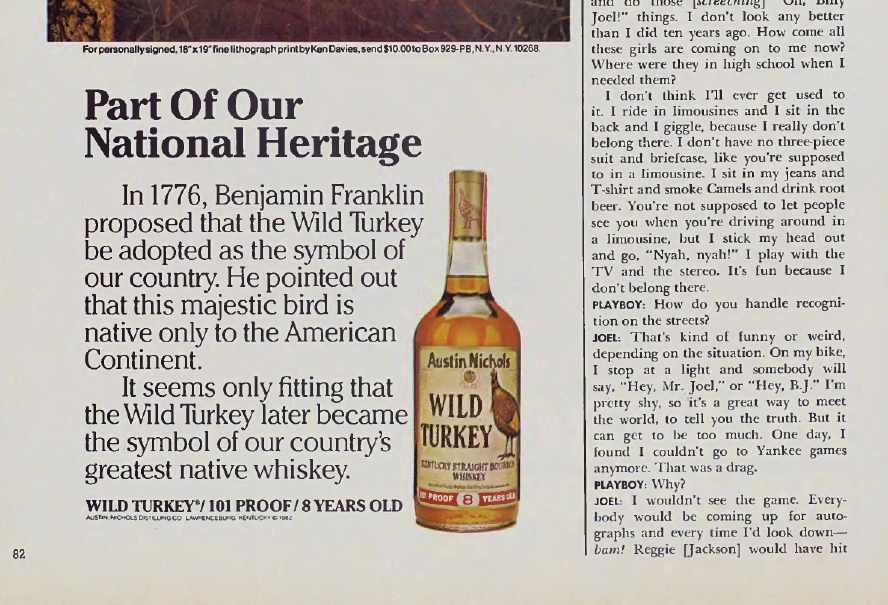 For personally signed, 18"x19" fine lithograph print by Ken Davies, send $10.00 to Box 929-PB, N.Y., N.Y. 10268.
Part Of Our
National Heritage
In 1776, Benjamin Franklin
proposed that the Wild Turkey
be adopted as the symbol of
our country. He pointed out
that this majestic bird is
native only to the American
Continent.
It seems only fitting that
the Wild Turkey later became
the symbol of our country's
greatest native whiskey.
WILD TURKEY®/101 PROOF/8 YEARS OLD
AUSTIN, NICHOLS DISTILLING CO. LAWRENCEBURG, KENTUCKY © 1982
Austin Nichols
WILD
TURKEY
KENTUCKY STRAIGHT BOURBON
WHISKEY
101 PROOF 8 YEARS OLD
82
and do those [screeching] "Oh, Billy
Joel!" things. I don't look any better
than I did ten years ago. How come all
these girls are coming on to me now?
Where were they in high school when I
needed them?
I don't think I'll ever get used to
it. I ride in limousines and I sit in the
back and I giggle, because I really don't
belong there. I don't have no three-piece
suit and briefcase, like you're supposed
to in a limousine. I sit in my jeans and
T-shirt and smoke Camels and drink root
beer. You're not supposed to let people
see you when you're driving around in
a limousine, but I stick my head out
and go, "Nyah, nyah!" I play with the
TV and the stereo. It's fun because I
don't belong there.
PLAYBOY: How do you handle recogni-
tion on the streets?
JOEL: That's kind of funny or weird,
depending on the situation. On my bike,
I stop at a light and somebody will
say, "Hey, Mr. Joel," or "Hey, B.J." I'm
pretty shy, so it's a great way to meet
the world, to tell you the truth. But it
can get to be too much. One day, I
found I couldn't go to Yankee games
anymore. That was a drag.
PLAYBOY: Why?
JOEL: I wouldn't see the game. Every-
body would be coming up for auto-
graphs and every time I'd look down—
bam! Reggie [Jackson] would have hit